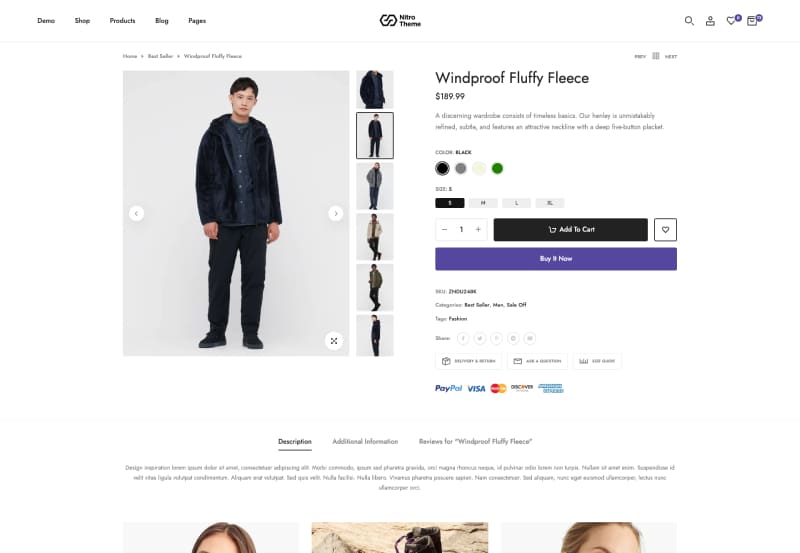 Demo Shop Products Blog Pages
Nitro
Theme
0
Home > Best Seller > Windproof Fluffy Fleece
PREV NEXT
Windproof Fluffy Fleece
$189.99
A discerning wardrobe consists of timeless basics. Our henley is unmistakably
refined, subtle, and features an attractive neckline with a deep five-button placket.
COLOR: BLACK
SIZE: S
S M L XL
− 1 +
Add To Cart
Buy It Now
SKU: ZNDU24BK
Categories: Best Seller, Men, Sale Off
Tags: Fashion
Share:
DELIVERY & RETURN ASK A QUESTION SIZE GUIDE
PayPal VISA MasterCard DISCOVER AMERICAN EXPRESS
Description Additional Information Reviews for "Windproof Fluffy Fleece"
Design inspiration lorem ipsum dolor sit amet, consectetuer adipiscing elit. Morbi commodo, ipsum sed pharetra gravida, orci magna rhoncus neque, id pulvinar odio lorem non turpis. Nullam sit amet enim. Suspendisse id
velit vitae ligula volutpat condimentum. Aliquam erat volutpat. Sed quis velit. Nulla facilisi. Nulla libero. Vivamus pharetra posuere sapien. Nam consectetuer. Sed aliquam, nunc eget euismod ullamcorper, lectus nunc
ullamcorper orci.